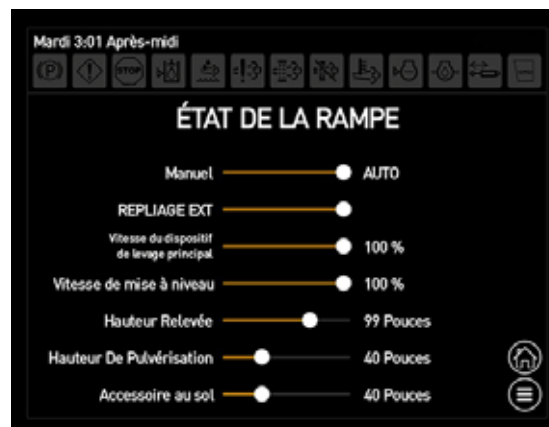 Mardi 3:01 Après-midi
(P) STOP
ÉTAT DE LA RAMPE
Manuel AUTO
REPLIAGE EXT
Vitesse du dispositif
de levage principal 100 %
Vitesse de mise à niveau 100 %
Hauteur Relevée 99 Pouces
Hauteur De Pulvérisation 40 Pouces
Accessoire au sol 40 Pouces